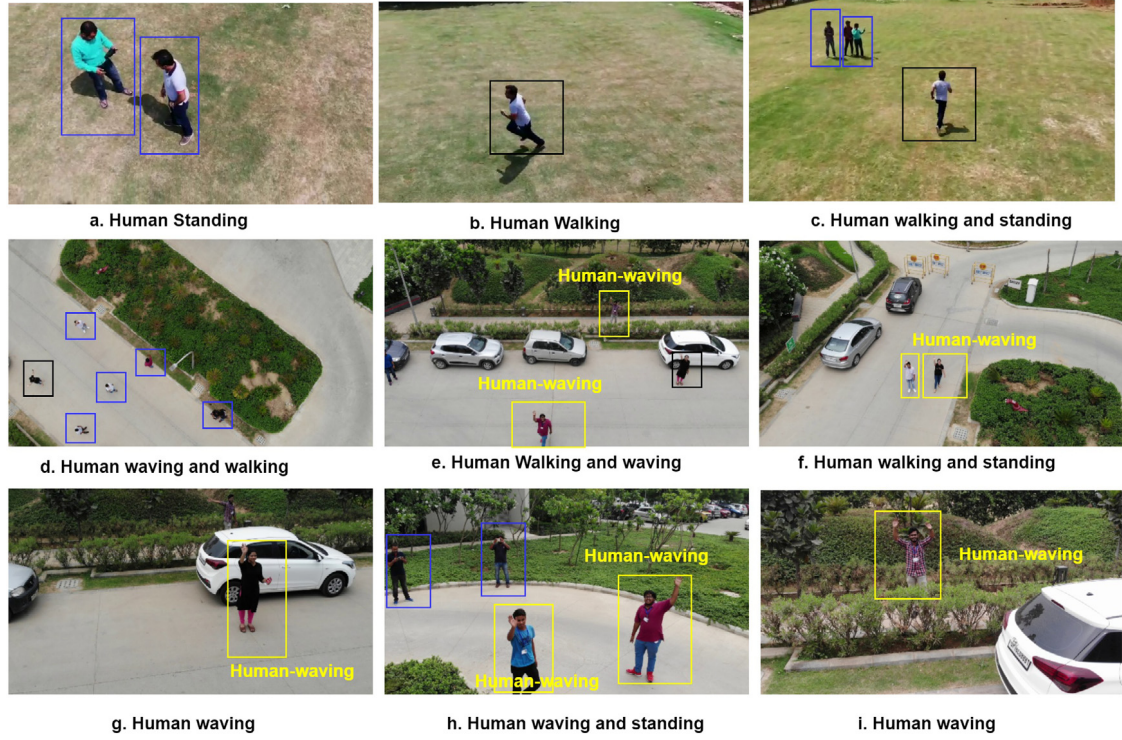 a. Human Standing
b. Human Walking
c. Human walking and standing
Human-waving
Human-waving
Human-waving
d. Human waving and walking
e. Human Walking and waving
f. Human walking and standing
Human-waving
Human-waving
Human-waving
Human-waving
g. Human waving
h. Human waving and standing
i. Human waving